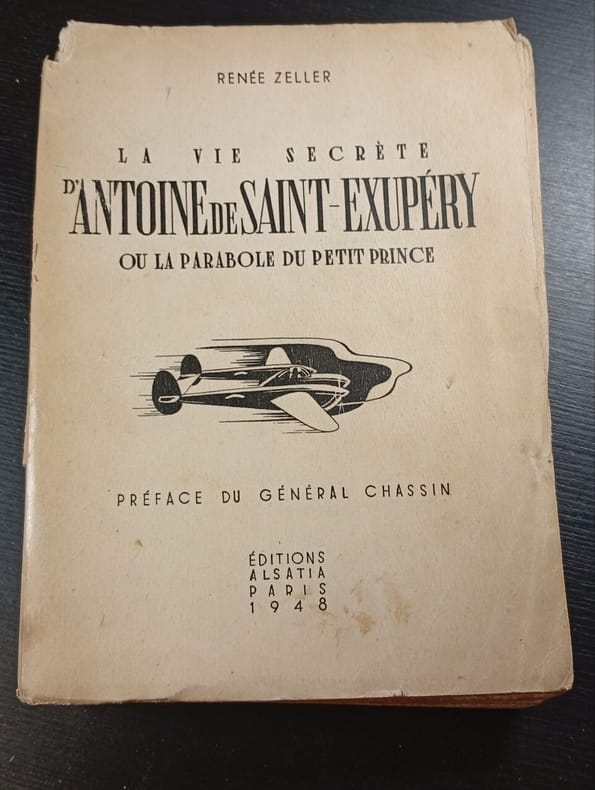 RENÉE ZELLER
LA VIE SECRÈTE
D'ANTOINE DE SAINT-EXUPÉRY
OU LA PARABOLE DU PETIT PRINCE
PRÉFACE DU GÉNÉRAL CHASSIN
ÉDITIONS
ALSATIA
PARIS
1948